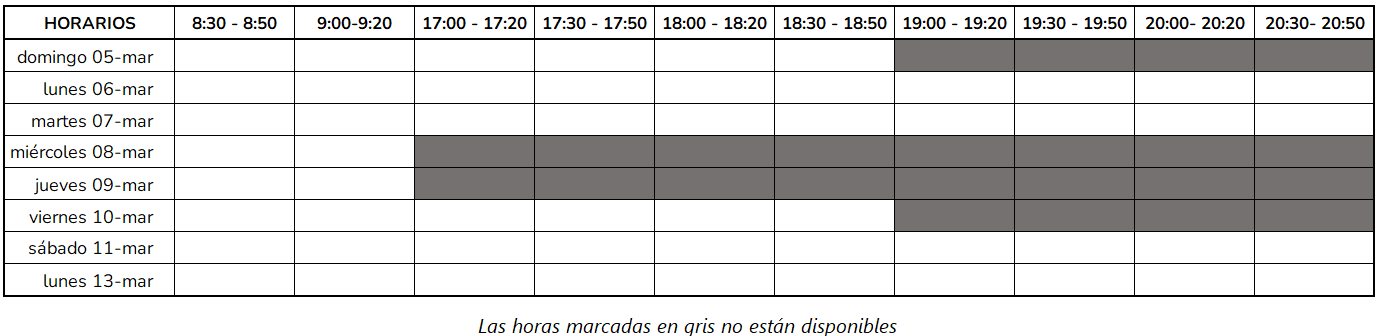 HORARIOS 8:30 - 8:50 9:00-9:20 17:00 - 17:20 17:30 - 17:50 18:00 - 18:20 18:30 - 18:50 19:00 - 19:20 19:30 - 19:50 20:00- 20:20 20:30- 20:50
domingo 05-mar
lunes 06-mar
martes 07-mar
miércoles 08-mar
jueves 09-mar
viernes 10-mar
sábado 11-mar
lunes 13-mar
Las horas marcadas en gris no están disponibles